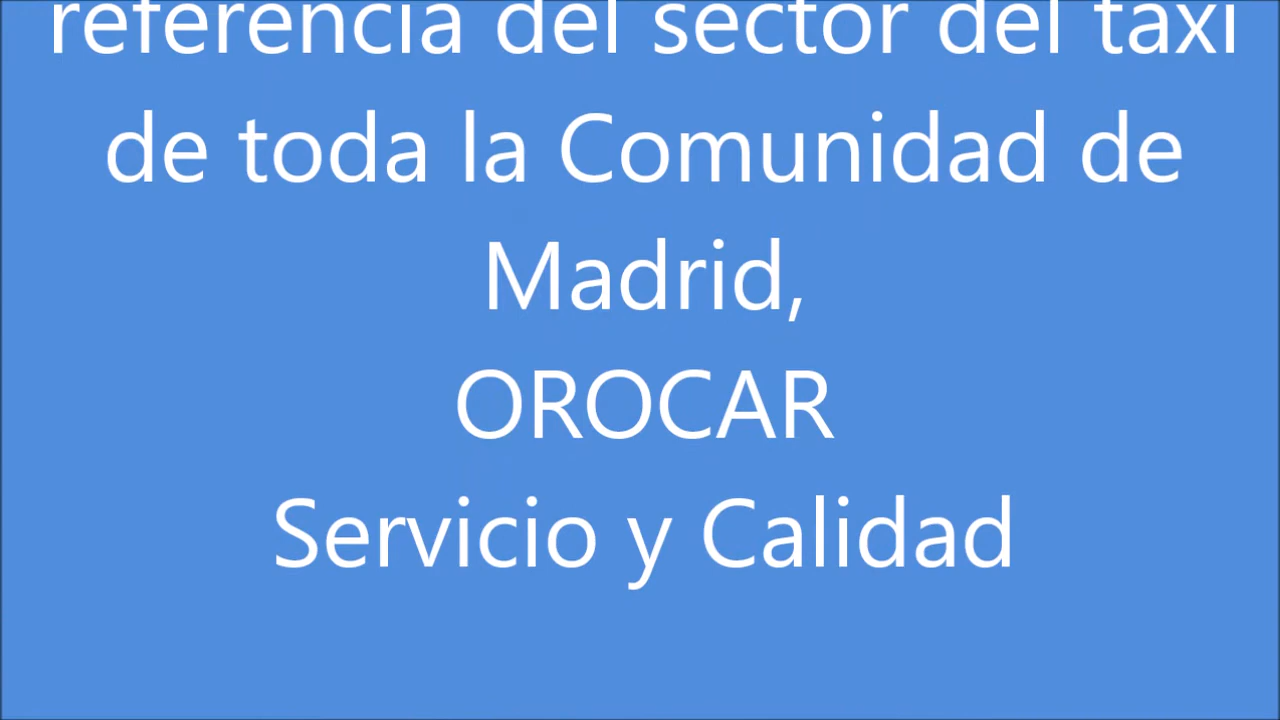 referencia del sector del taxi
de toda la Comunidad de
Madrid,
OROCAR
Servicio y Calidad